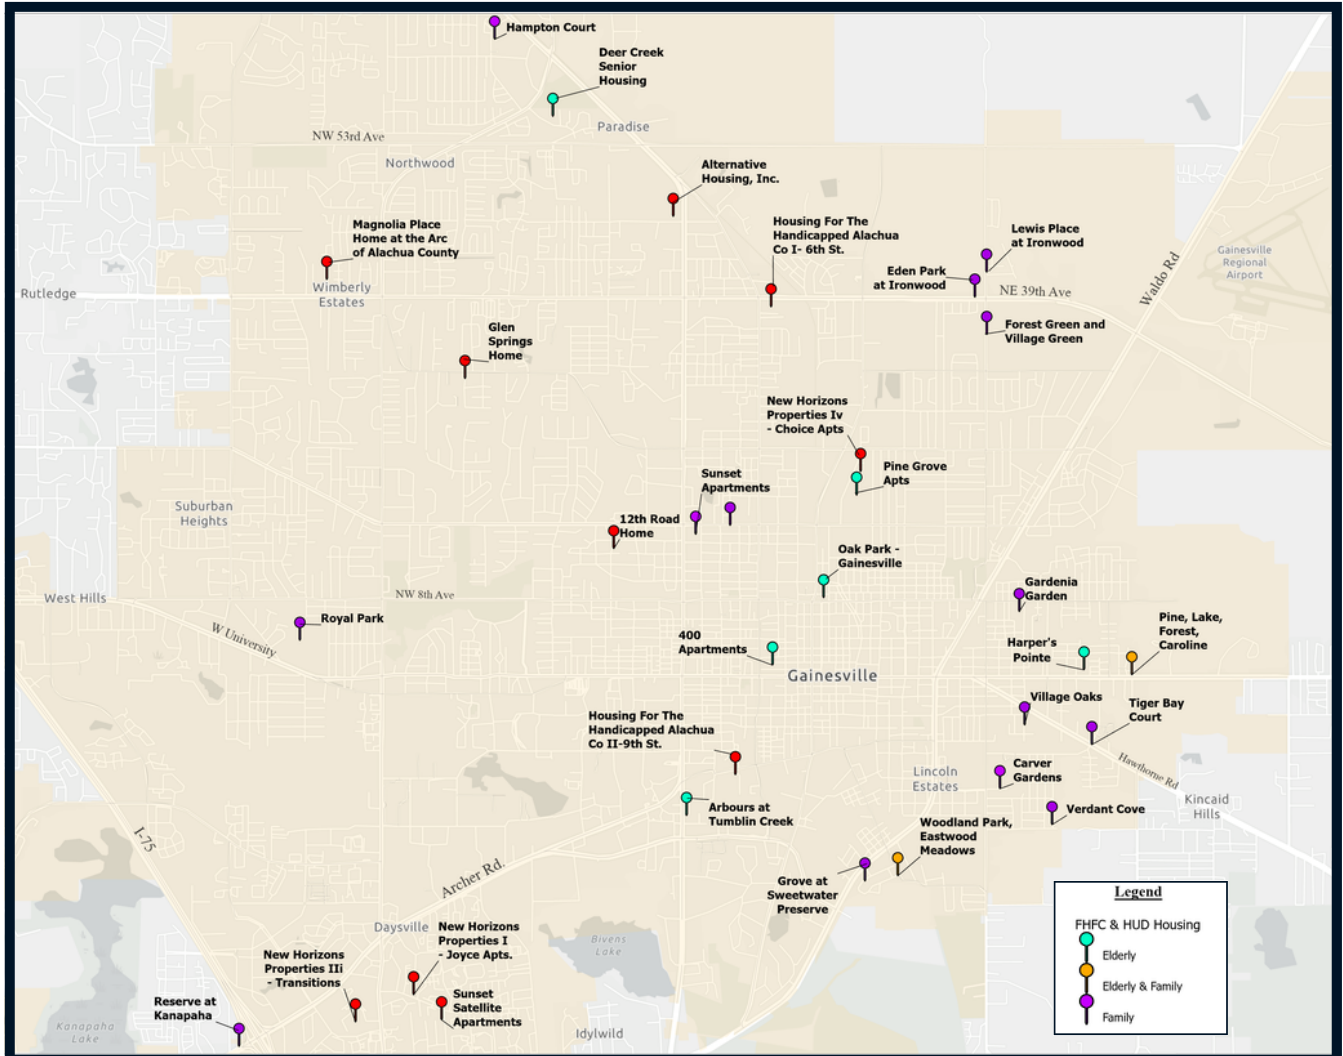 Hampton Court
Deer Creek
Senior
Housing
Paradise
NW 53rd Ave
Northwood
Alternative
Housing, Inc.
Magnolia Place
Home at the Arc
of Alachua County
Housing For The
Handicapped Alachua
Co I- 6th St.
Lewis Place
at Ironwood
Eden Park
at Ironwood
Gainesville
Regional
Airport
Waldo Rd
Rutledge
Wimberly
Estates
NE 39th Ave
Forest Green and
Village Green
Glen
Springs
Home
New Horizons
Properties Iv
- Choice Apts
Pine Grove
Apts
Sunset
Apartments
Suburban
Heights
12th Road
Home
Oak Park -
Gainesville
Gardenia
Garden
West Hills
NW 8th Ave
Royal Park
W University
400
Apartments
Harper's
Pointe
Pine, Lake,
Forest,
Caroline
Gainesville
Village Oaks
Tiger Bay
Court
Housing For The
Handicapped Alachua
Co II-9th St.
Hawthorne Rd
Lincoln
Estates
Carver
Gardens
Kincaid
Hills
Verdant Cove
Arbours at
Tumblin Creek
Woodland Park,
Eastwood
Meadows
I-75
Archer Rd.
Grove at
Sweetwater
Preserve
Daysville
New Horizons
Properties I
- Joyce Apts.
Bivens
Lake
New Horizons
Properties IIi
- Transitions
Sunset
Satellite
Apartments
Reserve at
Kanapaha
Kanapaha
Lake
Idylwild
Legend
FHFC & HUD Housing
Elderly
Elderly & Family
Family